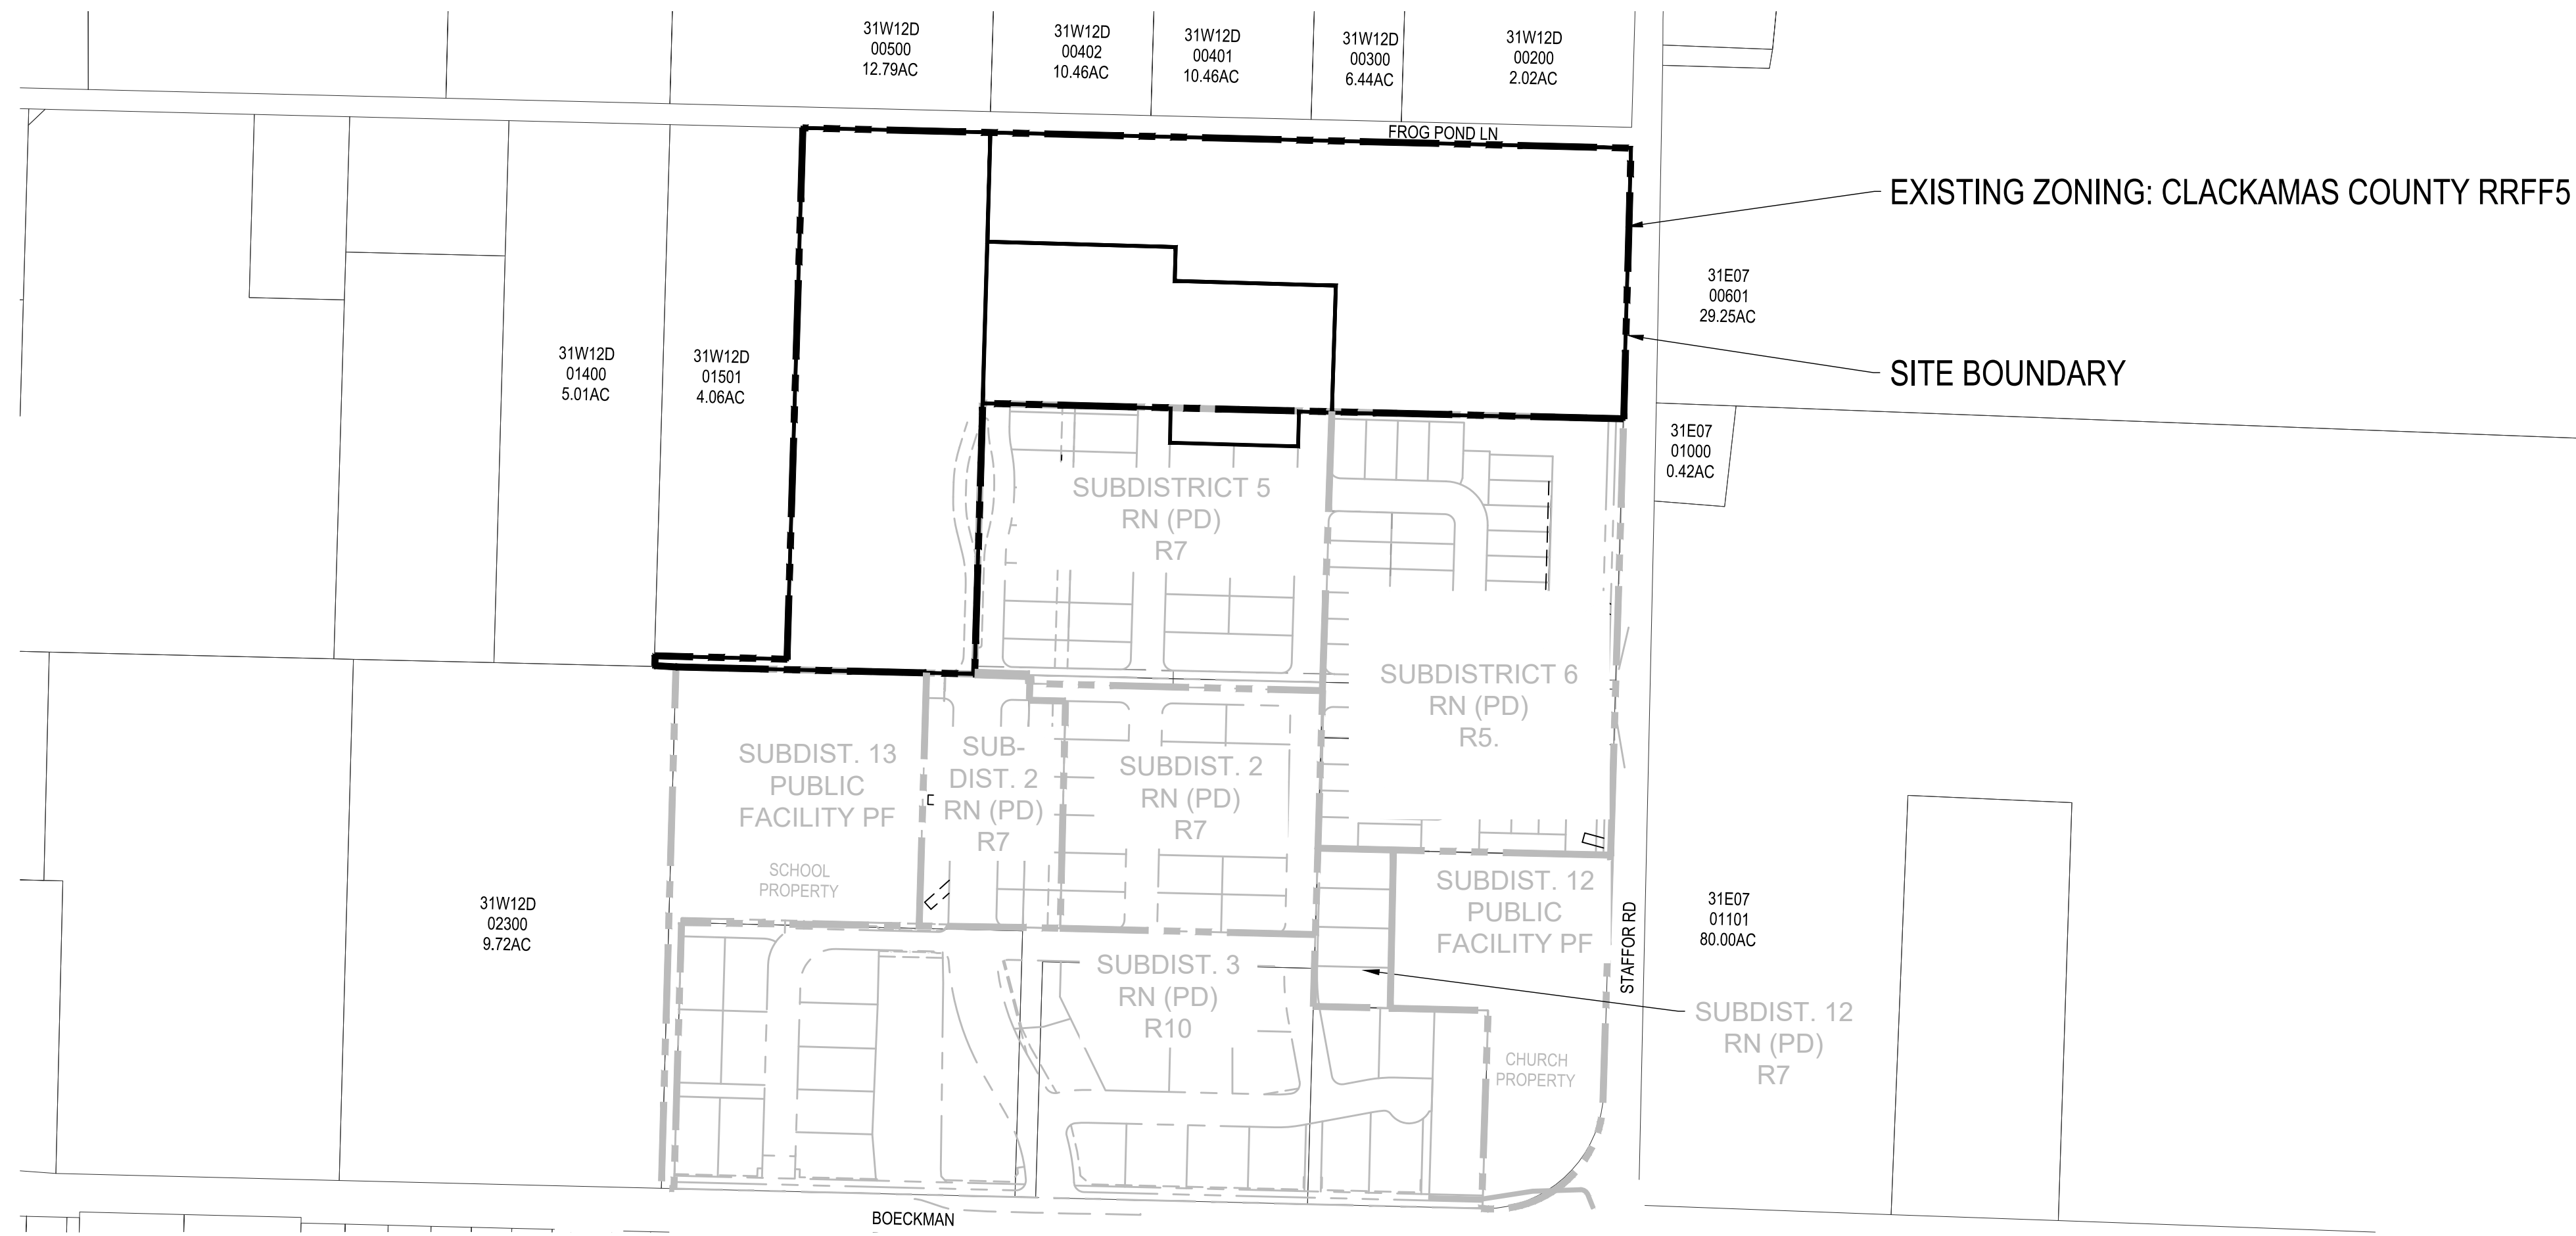 31W12D
00500
12.79AC
31W12D
00402
10.46AC
31W12D
00401
10.46AC
31W12D
00300
6.44AC
31W12D
00200
2.02AC
FROG POND LN
EXISTING ZONING: CLACKAMAS COUNTY RRFF5
31E07
00601
29.25AC
SITE BOUNDARY
31W12D
01400
5.01AC
31W12D
01501
4.06AC
31E07
01000
0.42AC
SUBDISTRICT 5
RN (PD)
R7
SUBDISTRICT 6
RN (PD)
R5.
SUBDIST. 13
PUBLIC
FACILITY PF
SUB-
DIST. 2
RN (PD)
R7
SUBDIST. 2
RN (PD)
R7
SCHOOL
PROPERTY
SUBDIST. 12
PUBLIC
FACILITY PF
31W12D
02300
9.72AC
STAFFOR RD
31E07
01101
80.00AC
SUBDIST. 3
RN (PD)
R10
SUBDIST. 12
RN (PD)
R7
CHURCH
PROPERTY
BOECKMAN